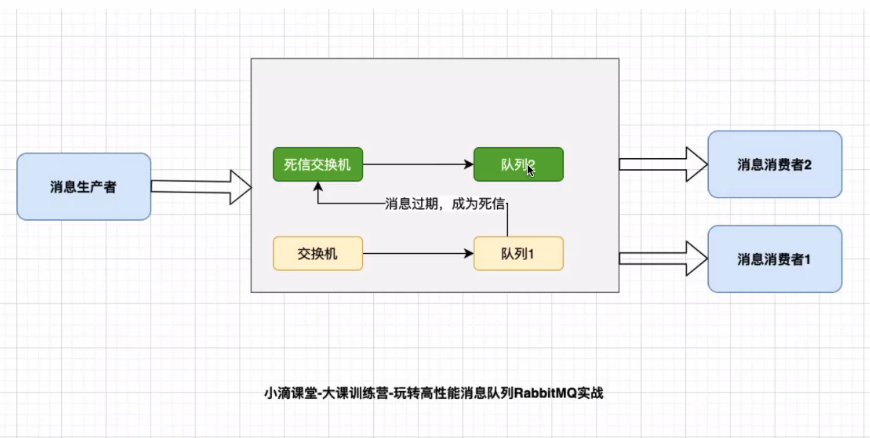 死信交换机
队列2
消息生产者
消息消费者2
消息过期，成为死信
交换机
队列1
消息消费者1
小滴课堂-大课训练营-玩转高性能消息队列RabbitMQ实战